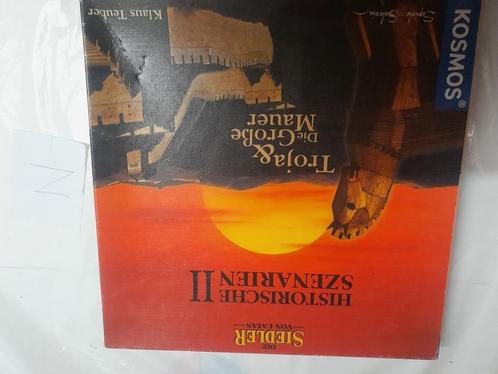 DIE
SIEDLER
VON CATAN
HISTORISCHE
SZENARIEN II
Troja &
Die Große
Mauer
KOSMOS®
Klaus Teuber
N